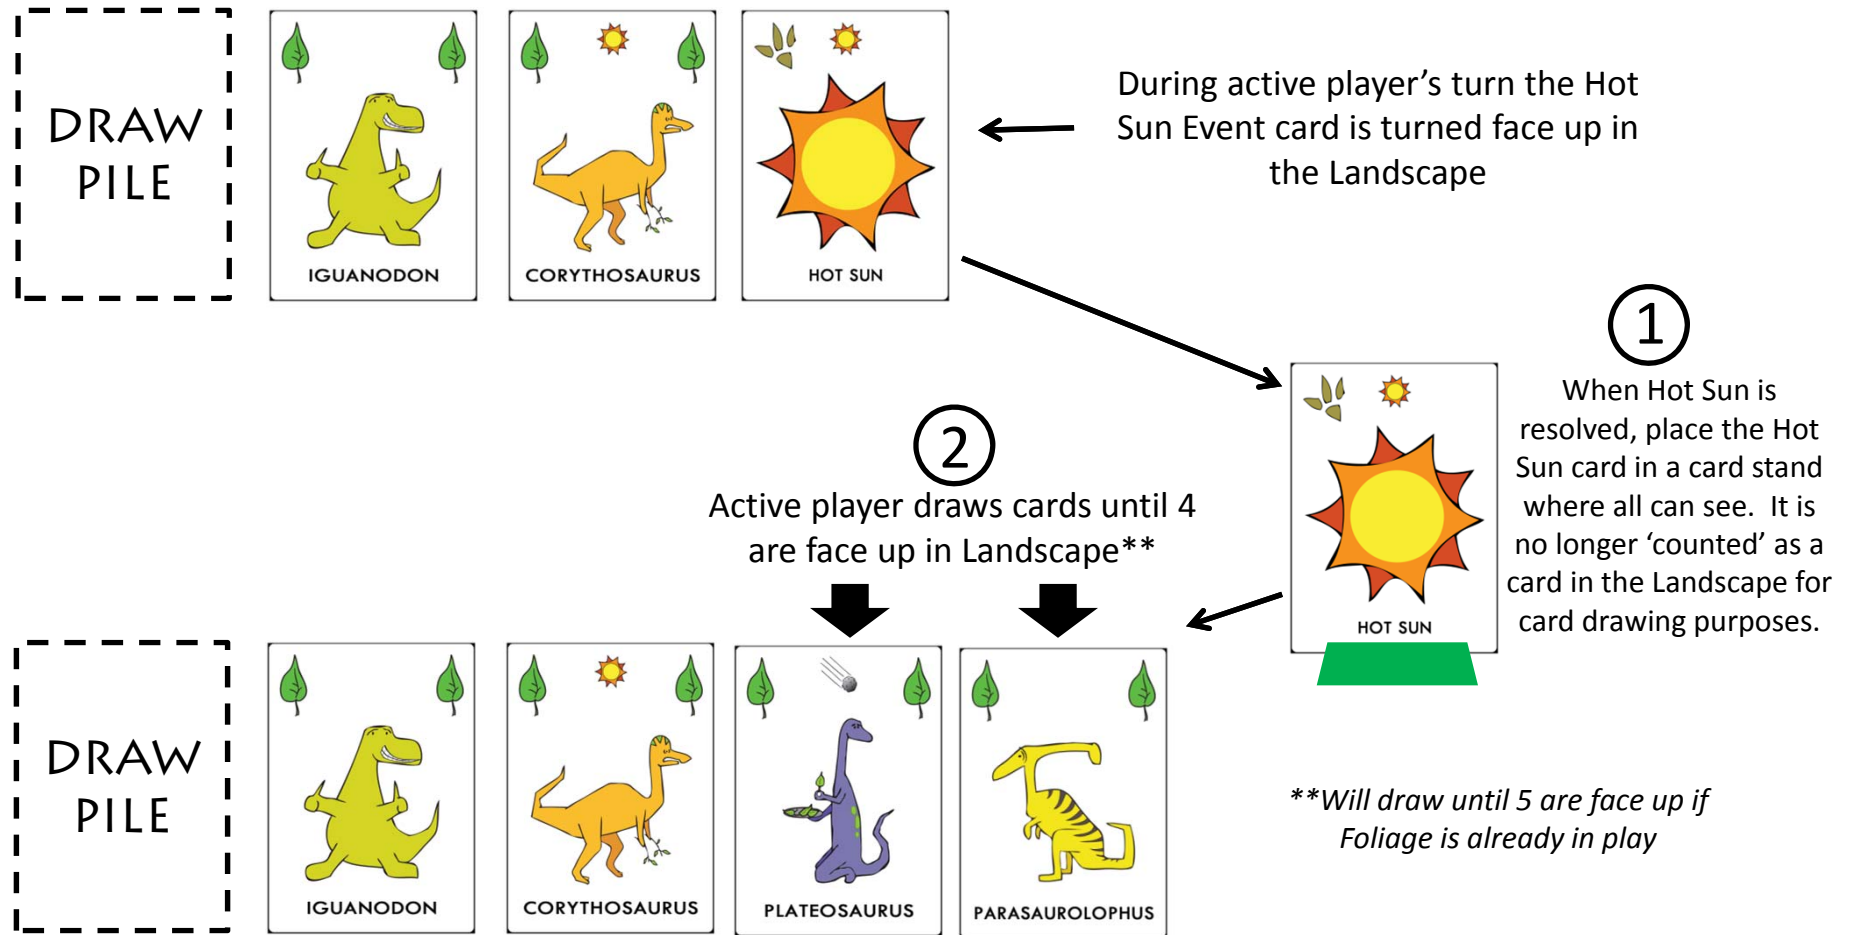 DRAW
PILE
IGUANODON
CORYTHOSAURUS
HOT SUN
During active player’s turn the Hot
Sun Event card is turned face up in
the Landscape
1
When Hot Sun is
resolved, place the Hot
Sun card in a card stand
where all can see.  It is
no longer ‘counted’ as a
card in the Landscape for
card drawing purposes.
HOT SUN
2
Active player draws cards until 4
are face up in Landscape**
DRAW
PILE
IGUANODON
CORYTHOSAURUS
PLATEOSAURUS
PARASAUROLOPHUS
**Will draw until 5 are face up if
Foliage is already in play